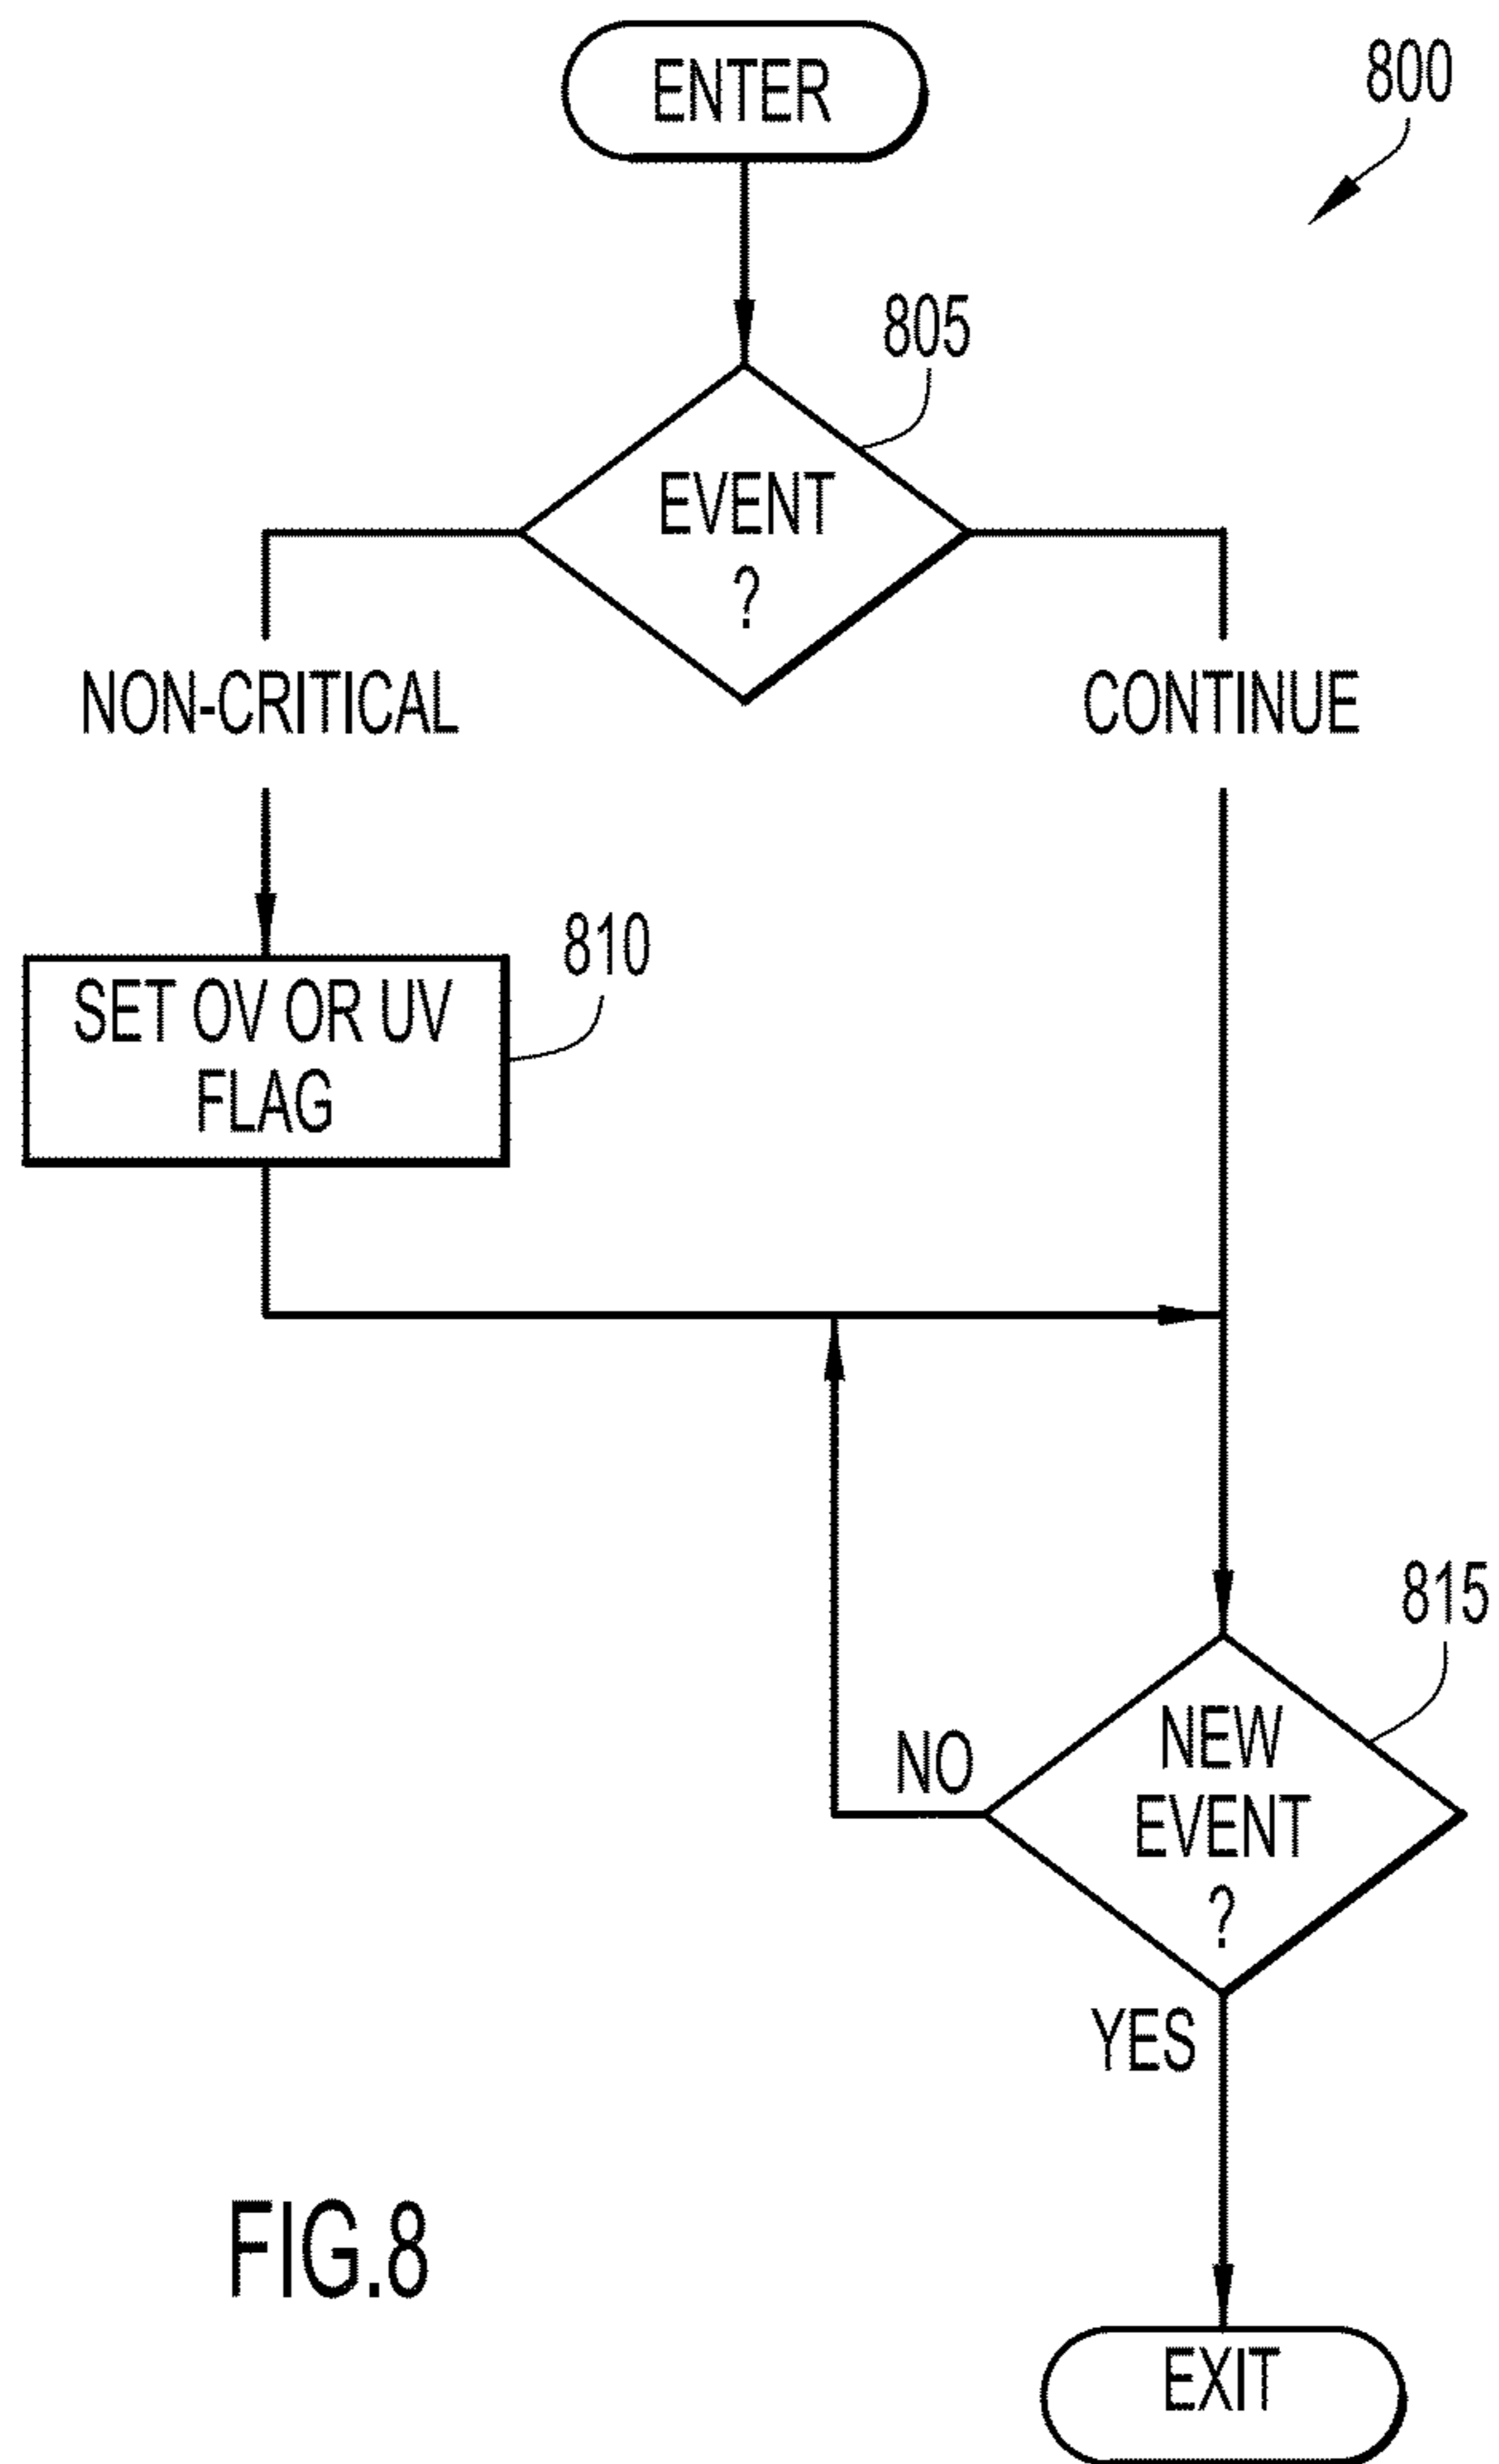 ENTER
800
805
EVENT
?
NON-CRITICAL
CONTINUE
810
SET OV OR UV
FLAG
815
NEW
EVENT
?
NO
YES
FIG.8
EXIT